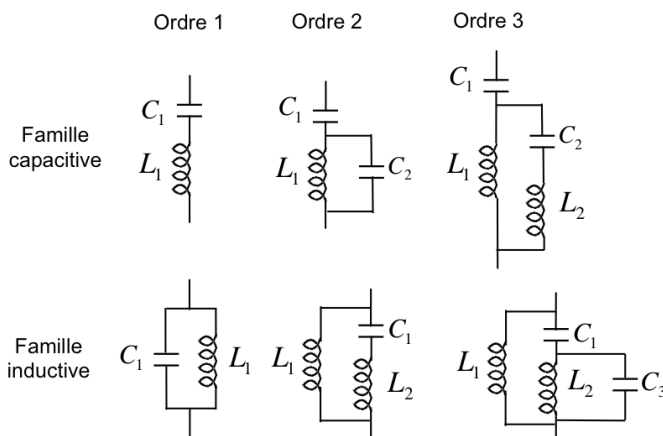 Ordre 1 Ordre 2 Ordre 3
Famille
capacitive
C₁
L₁
C₁
L₁
C₂
C₁
L₁
C₂
L₂
Famille
inductive
C₁
L₁
L₁
C₁
L₂
L₁
C₁
L₂
C₃